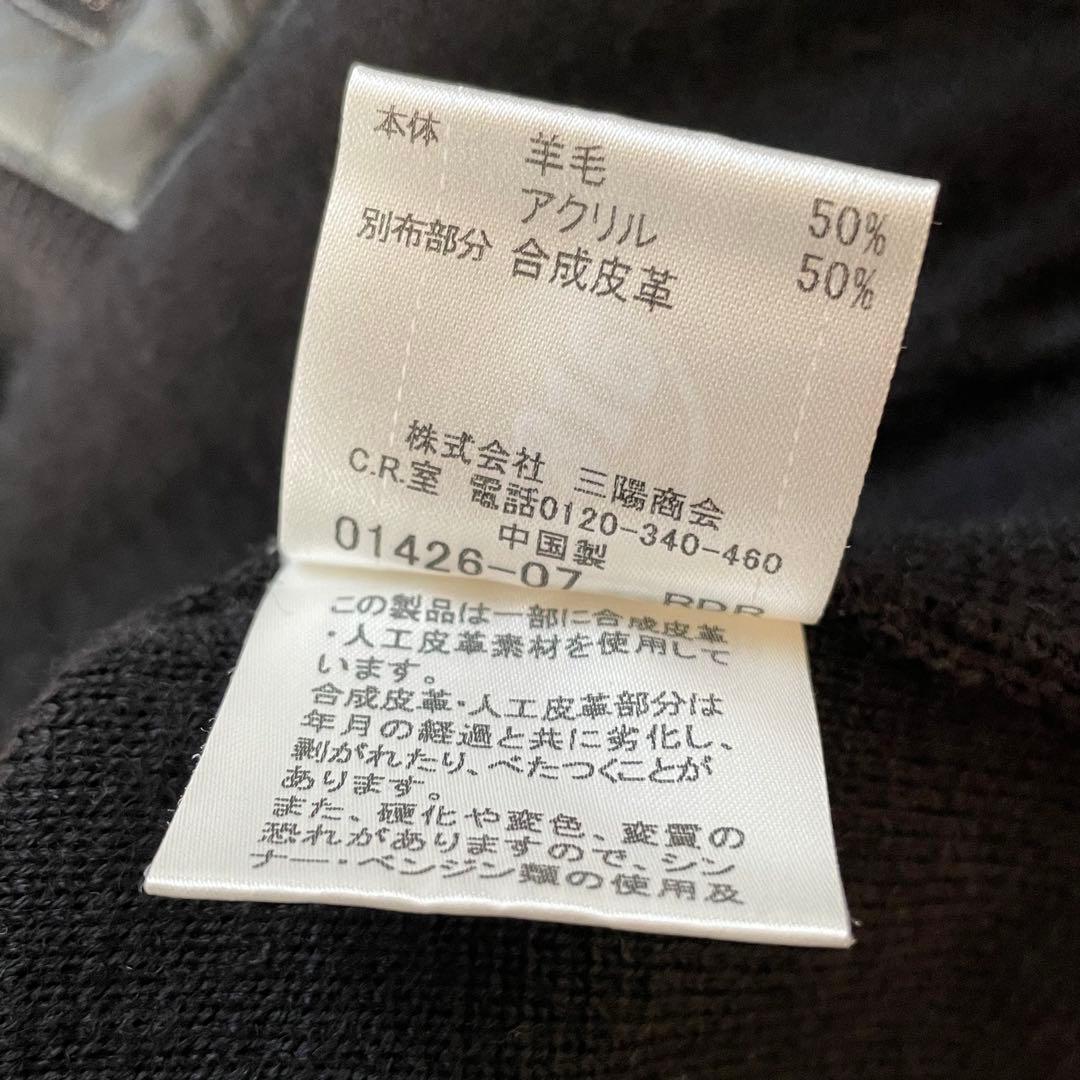 本体 羊毛 50%
アクリル 50%
別布部分 合成皮革
株式会社 三陽商会
C.R.室 電話0120-340-460
中国製
01426-07 RDB
この製品は一部に合成皮革
・人工皮革素材を使用して
います。
合成皮革・人工皮革部分は
年月の経過と共に劣化し、
剥がれたり、べたつくことが
あります。
また、硬化や変色、変質の
恐れがありますので、シン
ナー・ベンジン類の使用及